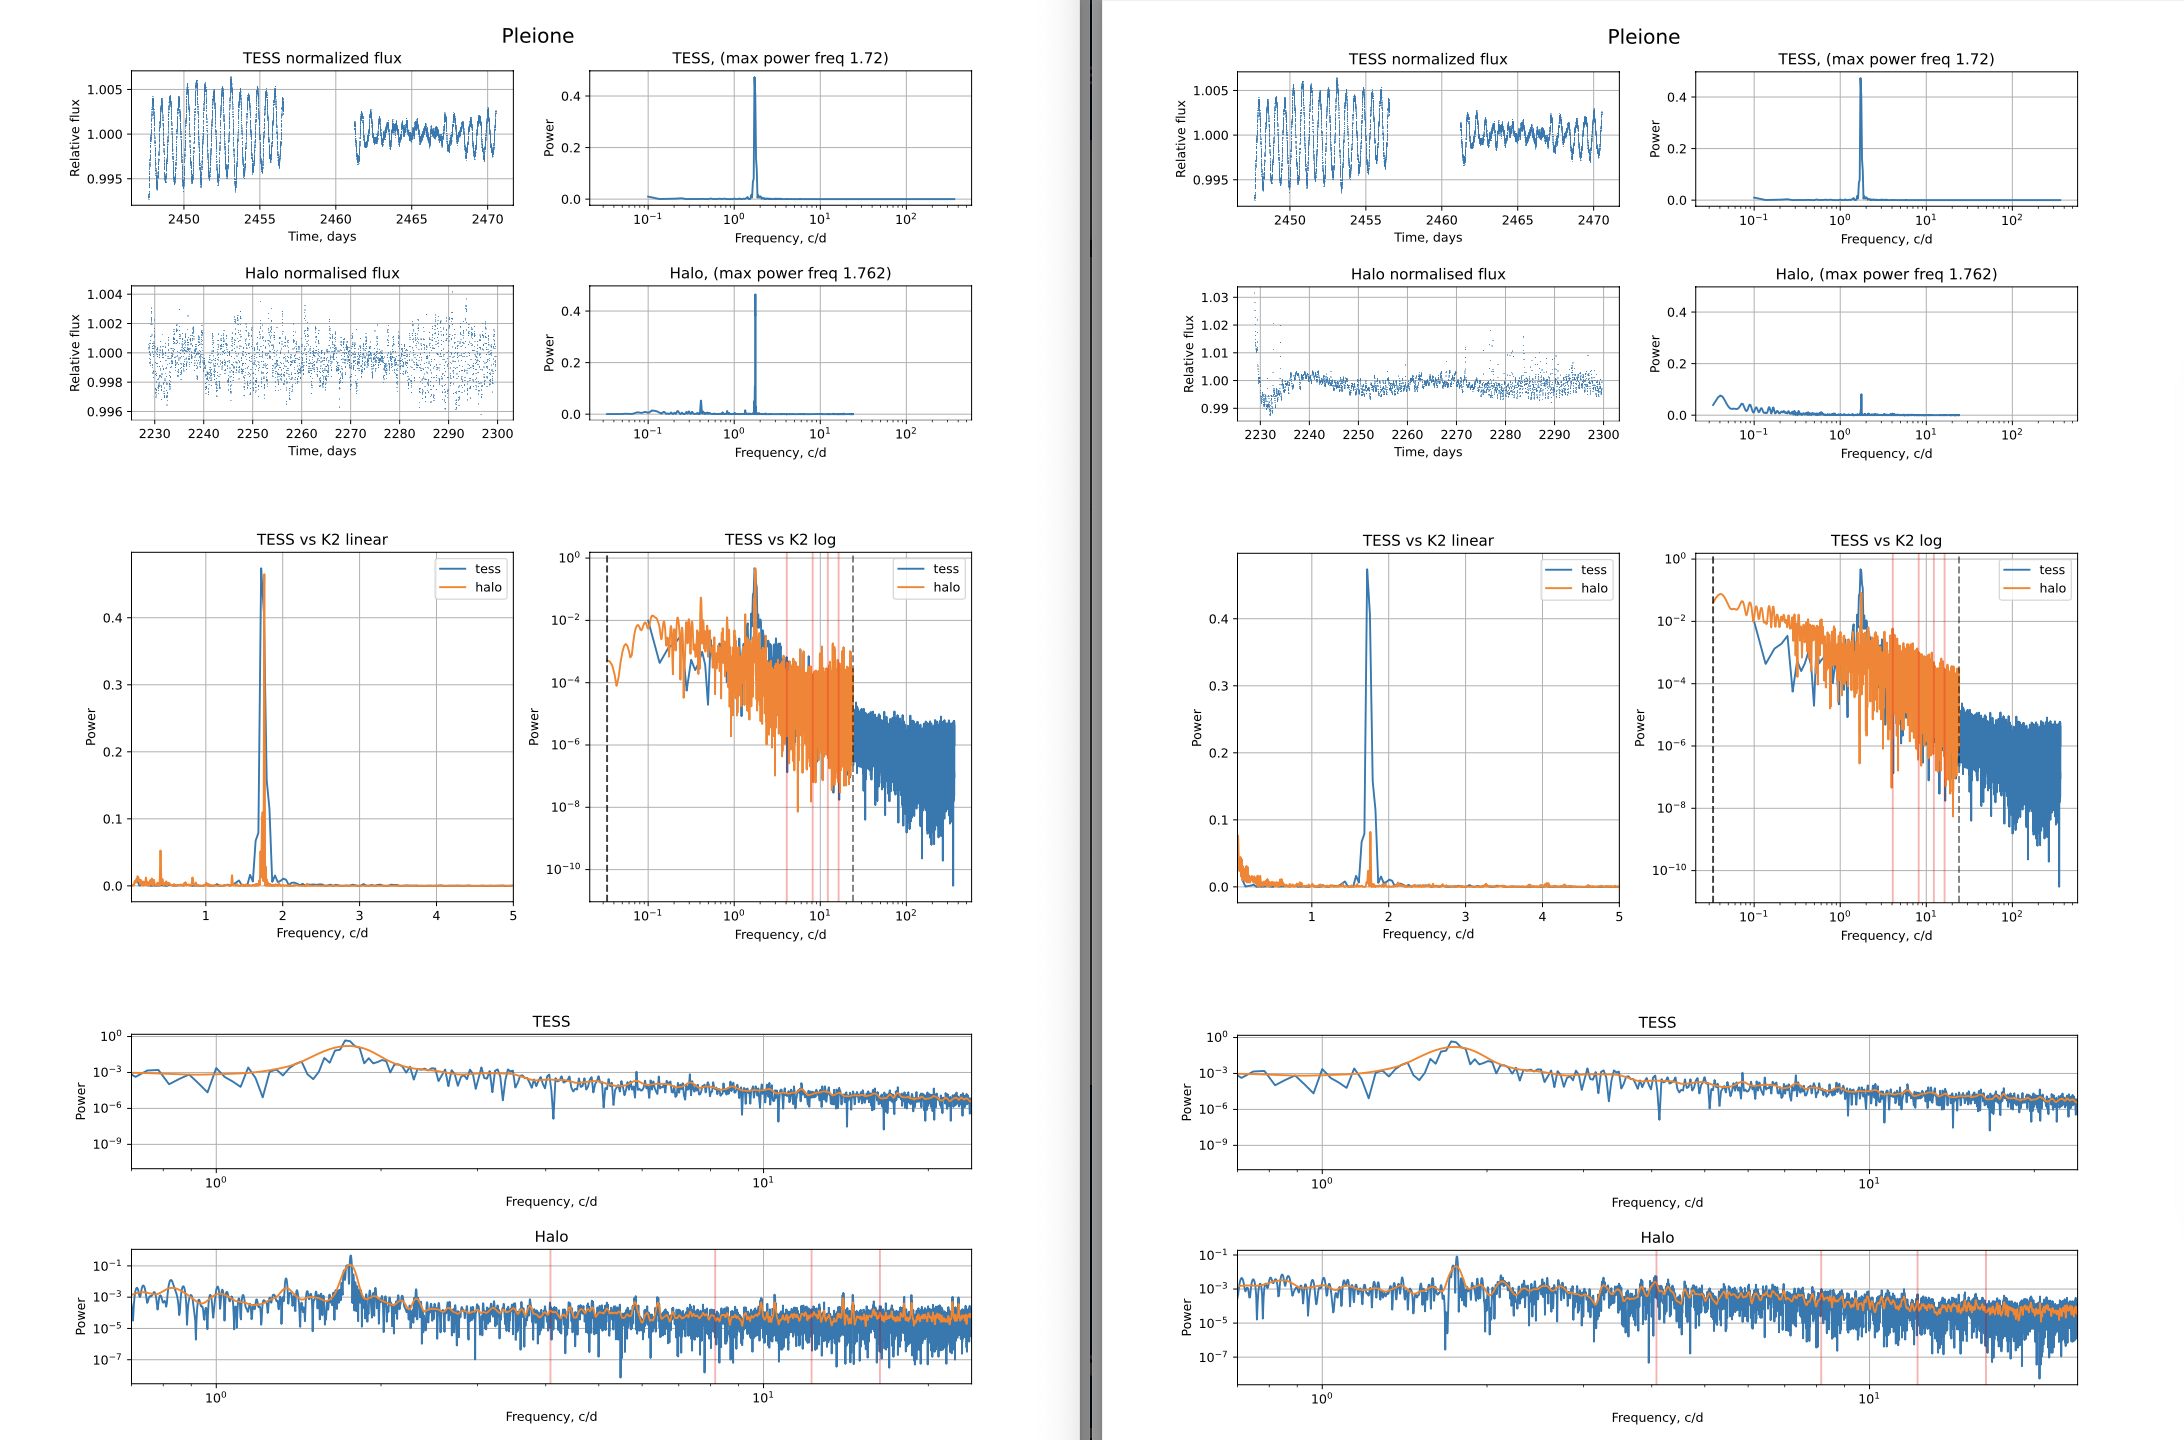 Pleione
TESS normalized flux
TESS, (max power freq 1.72)
1.005
1.000
0.995
Relative flux
2450 2455 2460 2465 2470
Time, days
0.4
0.2
0.0
Power
10⁻¹ 10⁰ 10¹ 10²
Frequency, c/d
Halo normalised flux
Halo, (max power freq 1.762)
1.004
1.002
1.000
0.998
0.996
Relative flux
2230 2240 2250 2260 2270 2280 2290 2300
Time, days
0.4
0.2
0.0
Power
10⁻¹ 10⁰ 10¹ 10²
Frequency, c/d
TESS vs K2 linear
TESS vs K2 log
tess
halo
0.4
0.3
0.2
0.1
0.0
Power
1 2 3 4 5
Frequency, c/d
tess
halo
10⁰
10⁻²
10⁻⁴
10⁻⁶
10⁻⁸
10⁻¹⁰
Power
10⁻¹ 10⁰ 10¹ 10²
Frequency, c/d
TESS
10⁰
10⁻³
10⁻⁶
10⁻⁹
Power
10⁰ 10¹
Frequency, c/d
Halo
10⁻¹
10⁻³
10⁻⁵
10⁻⁷
Power
10⁰ 10¹
Frequency, c/d
Pleione
TESS normalized flux
TESS, (max power freq 1.72)
1.005
1.000
0.995
Relative flux
2450 2455 2460 2465 2470
Time, days
0.4
0.2
0.0
Power
10⁻¹ 10⁰ 10¹ 10²
Frequency, c/d
Halo normalised flux
Halo, (max power freq 1.762)
1.03
1.02
1.01
1.00
0.99
Relative flux
2230 2240 2250 2260 2270 2280 2290 2300
Time, days
0.4
0.2
0.0
Power
10⁻¹ 10⁰ 10¹ 10²
Frequency, c/d
TESS vs K2 linear
TESS vs K2 log
tess
halo
0.4
0.3
0.2
0.1
0.0
Power
1 2 3 4 5
Frequency, c/d
tess
halo
10⁰
10⁻²
10⁻⁴
10⁻⁶
10⁻⁸
10⁻¹⁰
Power
10⁻¹ 10⁰ 10¹ 10²
Frequency, c/d
TESS
10⁰
10⁻³
10⁻⁶
10⁻⁹
Power
10⁰ 10¹
Frequency, c/d
Halo
10⁻¹
10⁻³
10⁻⁵
10⁻⁷
Power
10⁰ 10¹
Frequency, c/d